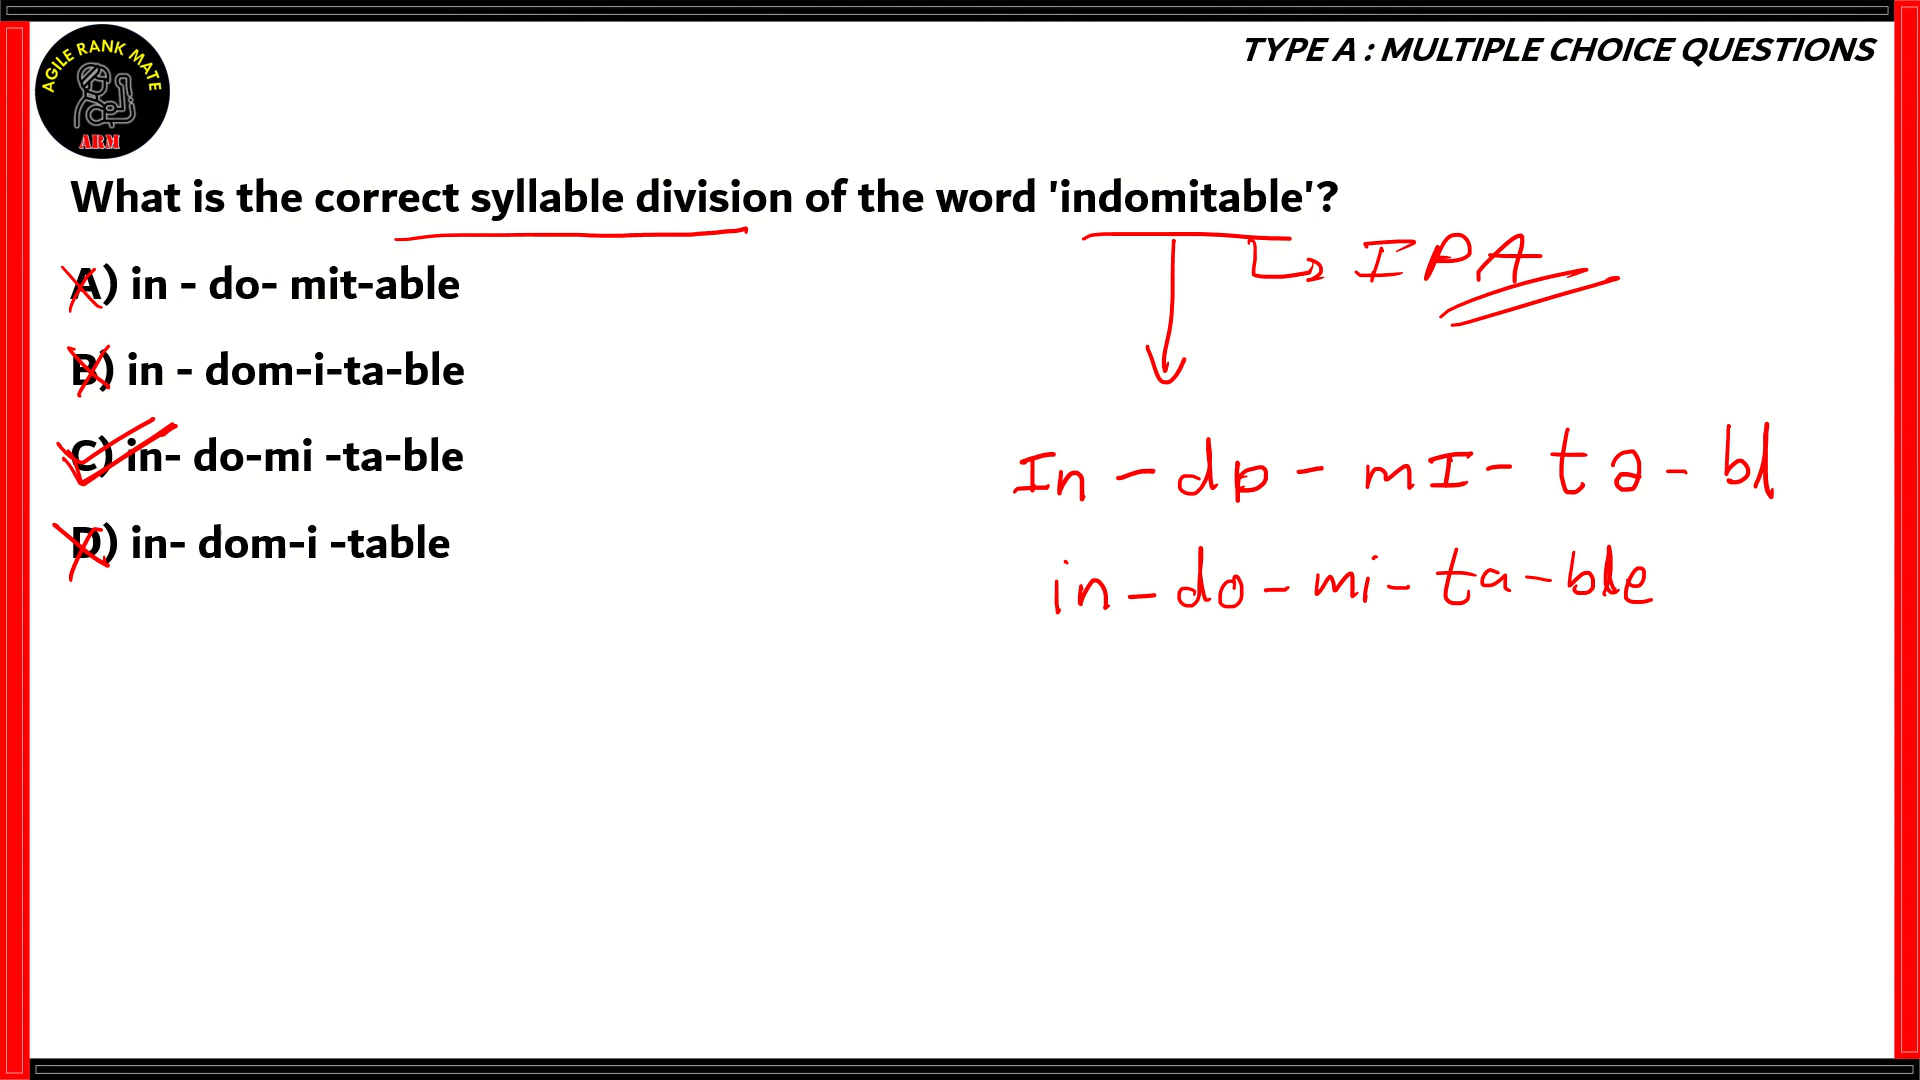 AGILE RANK MATE
ARM
TYPE A : MULTIPLE CHOICE QUESTIONS
What is the correct syllable division of the word 'indomitable'?
IPA
A) in - do- mit-able
B) in - dom-i-ta-ble
C) in- do-mi -ta-ble
In - dɒ - mI - tə - bl
D) in- dom-i -table
in - do - mi - ta - ble